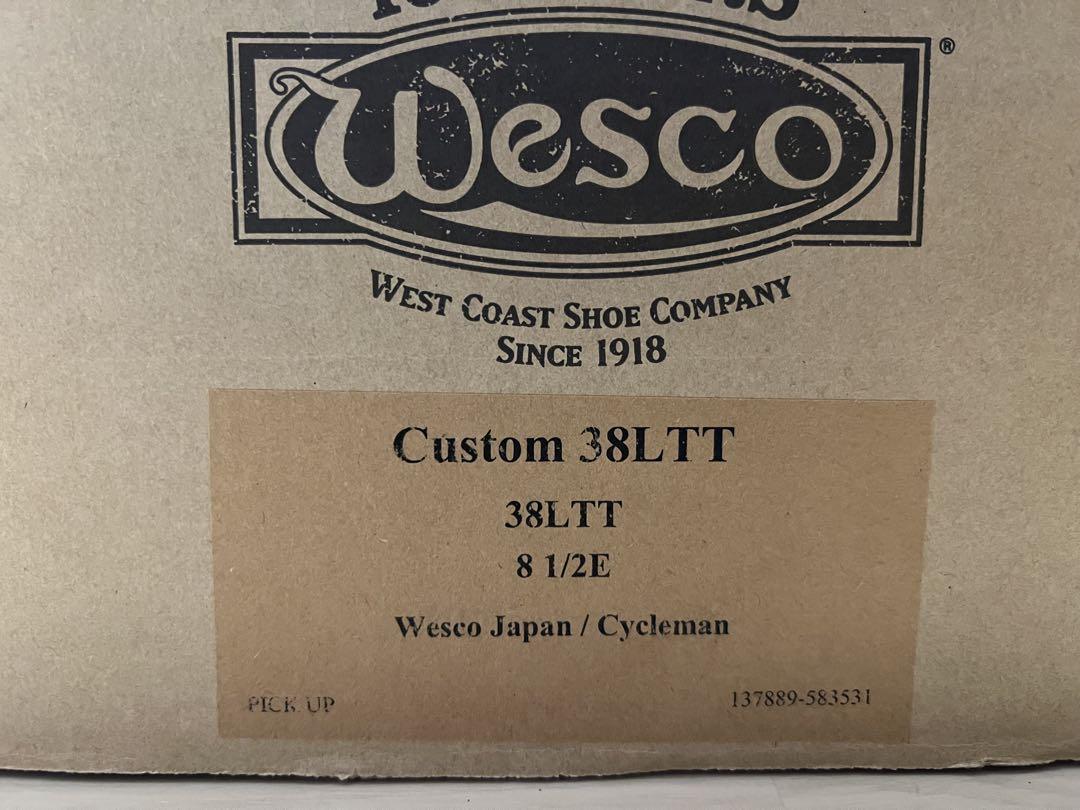 Wesco
®
WEST COAST SHOE COMPANY
SINCE 1918
Custom 38LTT
38LTT
8 1/2E
Wesco Japan / Cycleman
PICK UP
137889-583531